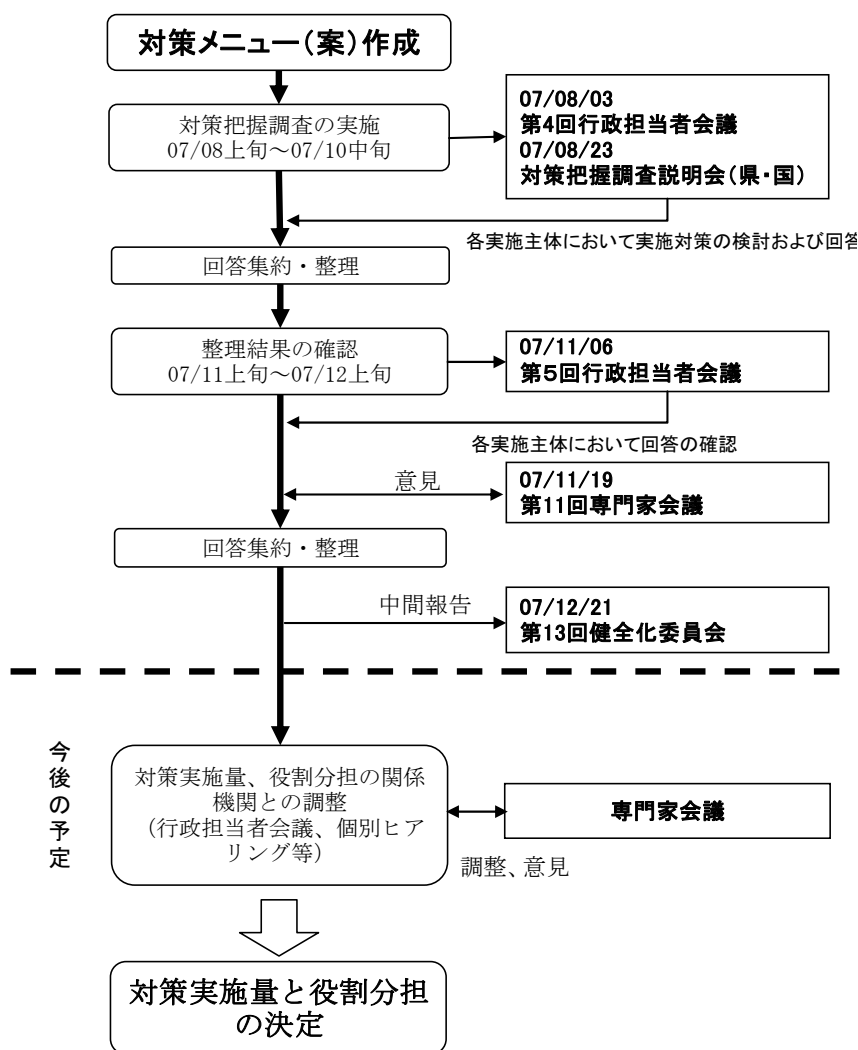 対策メニュー(案)作成
対策把握調査の実施
07/08上旬～07/10中旬
07/08/03
第4回行政担当者会議
07/08/23
対策把握調査説明会(県・国)
各実施主体において実施対策の検討および回答
回答集約・整理
整理結果の確認
07/11上旬～07/12上旬
07/11/06
第5回行政担当者会議
各実施主体において回答の確認
意見
07/11/19
第11回専門家会議
回答集約・整理
中間報告
07/12/21
第13回健全化委員会
今後の予定
対策実施量、役割分担の関係
機関との調整
(行政担当者会議、個別ヒア
リング等)
専門家会議
調整、意見
対策実施量と役割分担
の決定